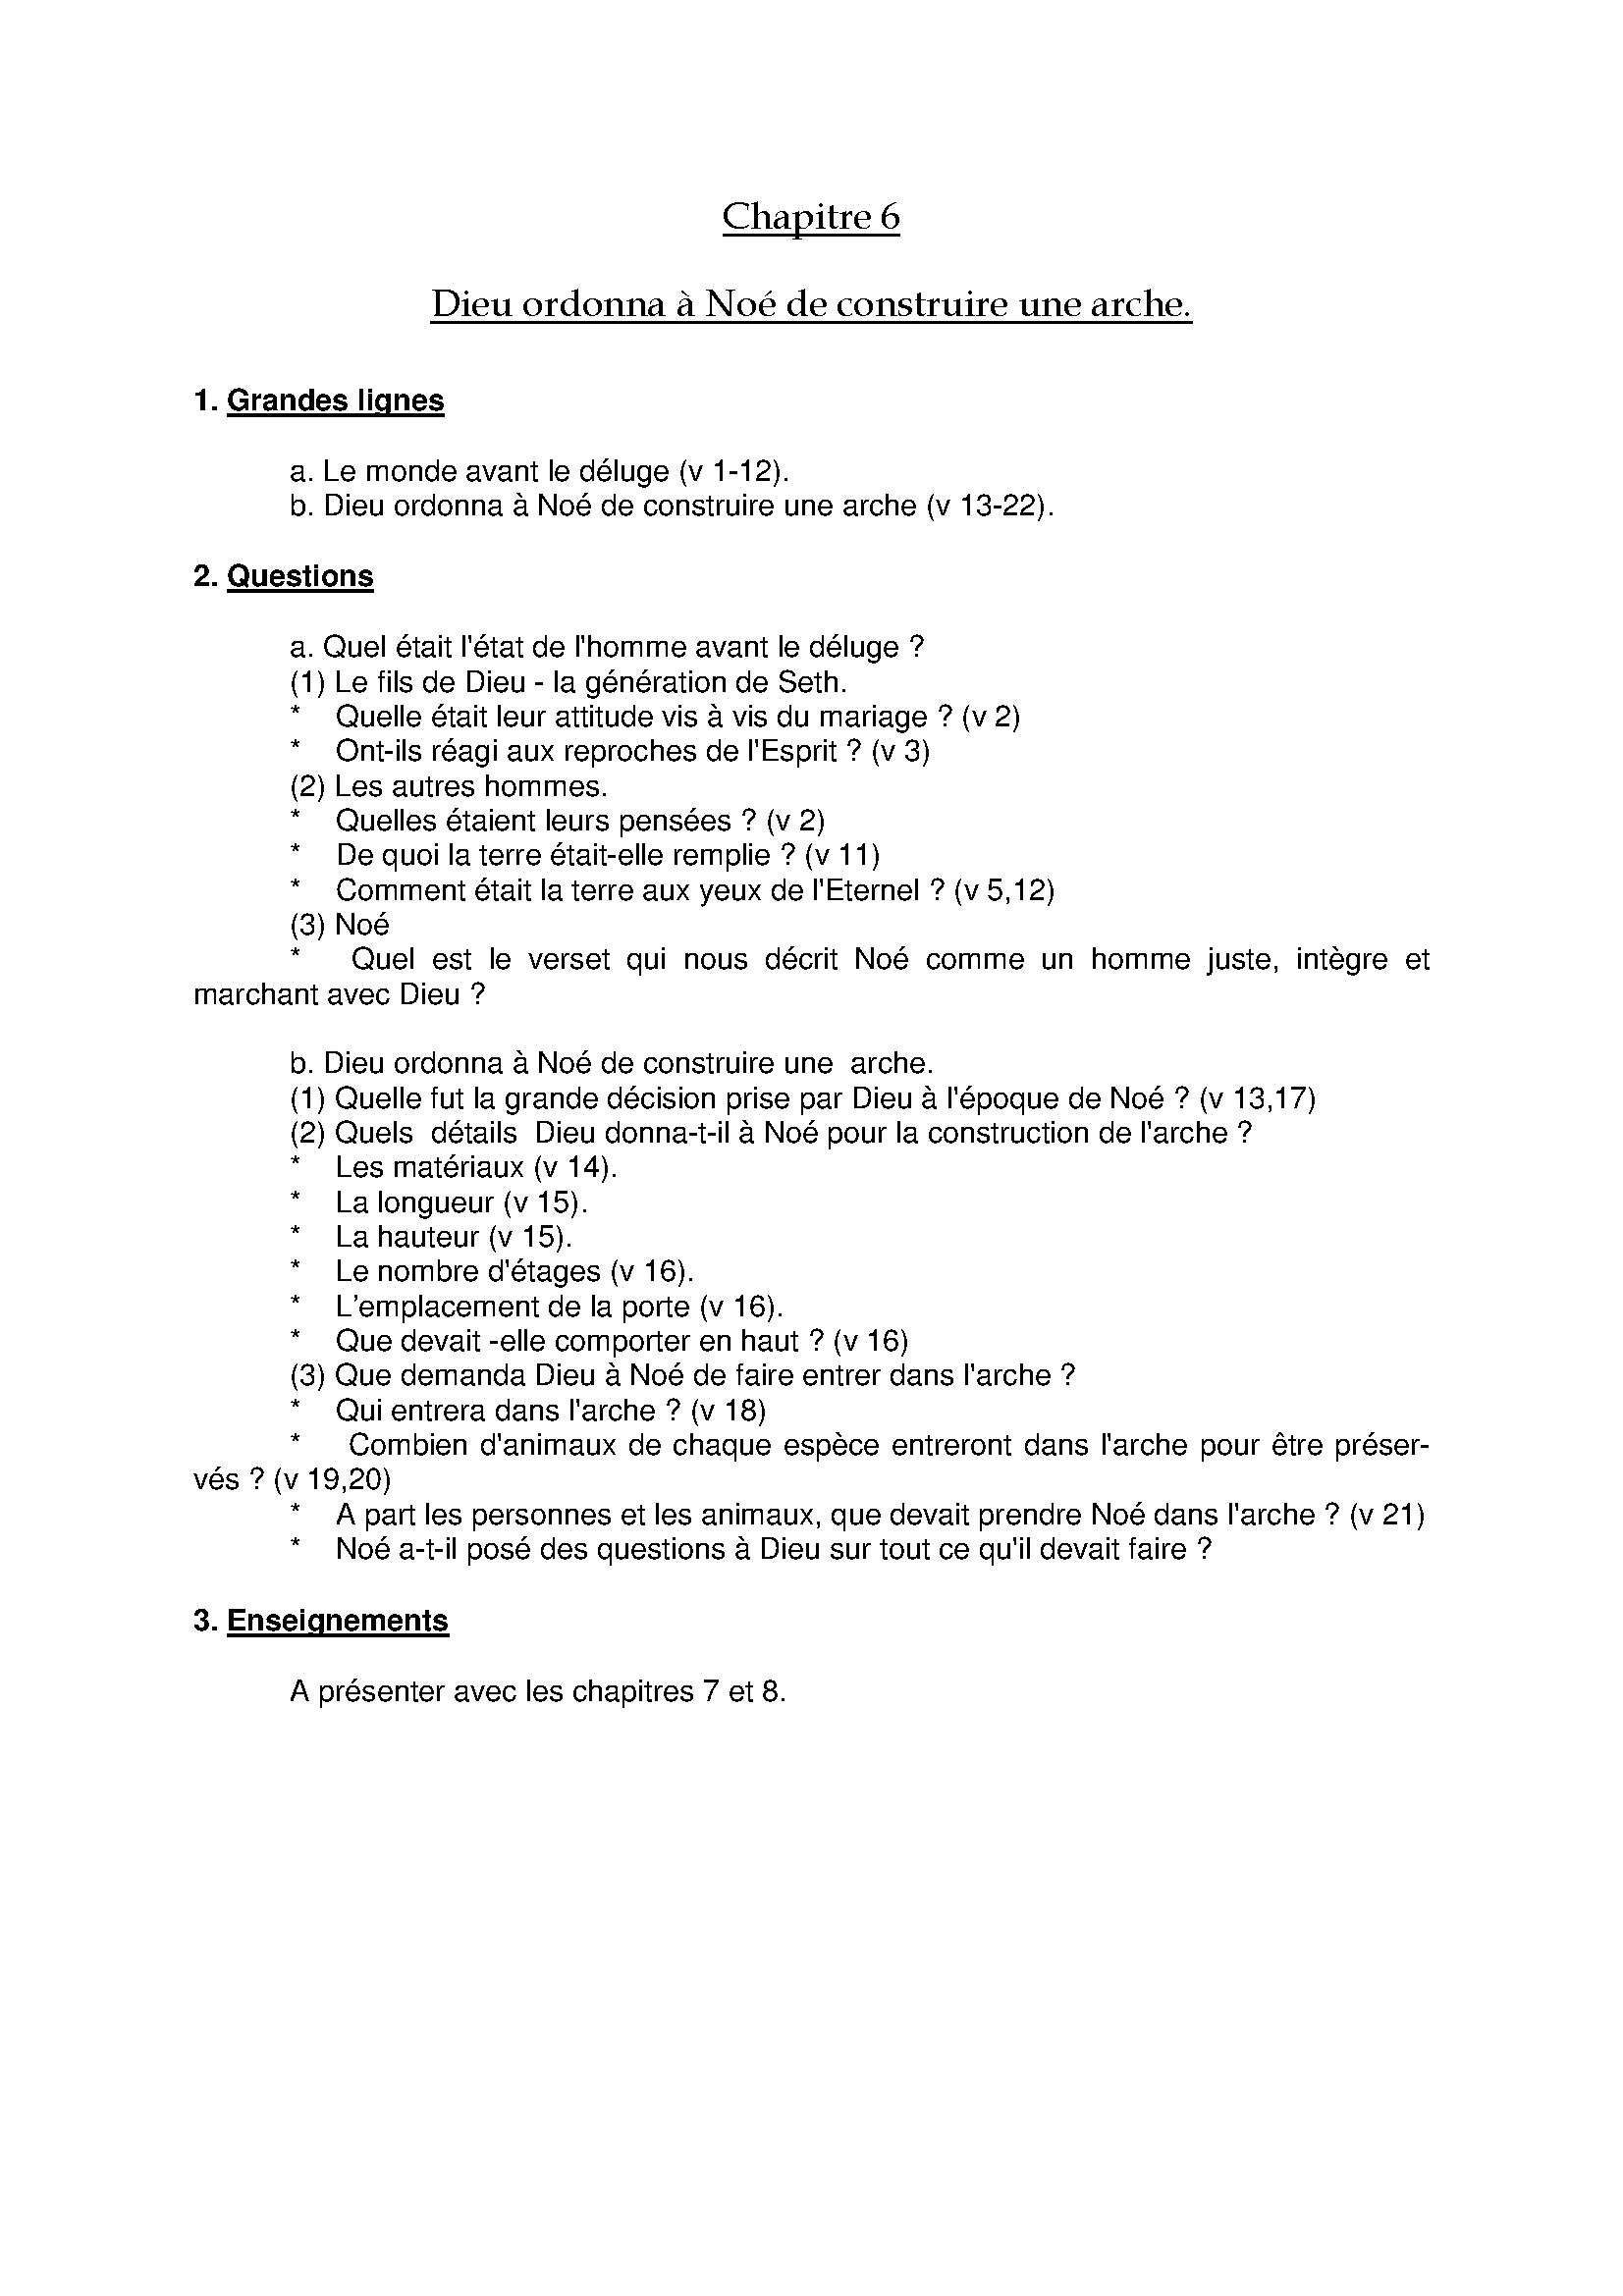 Chapitre 6
Dieu ordonna à Noé de construire une arche.
1. Grandes lignes
a. Le monde avant le déluge (v 1-12).
b. Dieu ordonna à Noé de construire une arche (v 13-22).
2. Questions
a. Quel était l'état de l'homme avant le déluge ?
(1) Le fils de Dieu - la génération de Seth.
* Quelle était leur attitude vis à vis du mariage ? (v 2)
* Ont-ils réagi aux reproches de l'Esprit ? (v 3)
(2) Les autres hommes.
* Quelles étaient leurs pensées ? (v 2)
* De quoi la terre était-elle remplie ? (v 11)
* Comment était la terre aux yeux de l'Eternel ? (v 5,12)
(3) Noé
* Quel est le verset qui nous décrit Noé comme un homme juste, intègre et
marchant avec Dieu ?
b. Dieu ordonna à Noé de construire une  arche.
(1) Quelle fut la grande décision prise par Dieu à l'époque de Noé ? (v 13,17)
(2) Quels  détails  Dieu donna-t-il à Noé pour la construction de l'arche ?
* Les matériaux (v 14).
* La longueur (v 15).
* La hauteur (v 15).
* Le nombre d'étages (v 16).
* L’emplacement de la porte (v 16).
* Que devait -elle comporter en haut ? (v 16)
(3) Que demanda Dieu à Noé de faire entrer dans l'arche ?
* Qui entrera dans l'arche ? (v 18)
* Combien d'animaux de chaque espèce entreront dans l'arche pour être préser-
vés ? (v 19,20)
* A part les personnes et les animaux, que devait prendre Noé dans l'arche ? (v 21)
* Noé a-t-il posé des questions à Dieu sur tout ce qu'il devait faire ?
3. Enseignements
A présenter avec les chapitres 7 et 8.